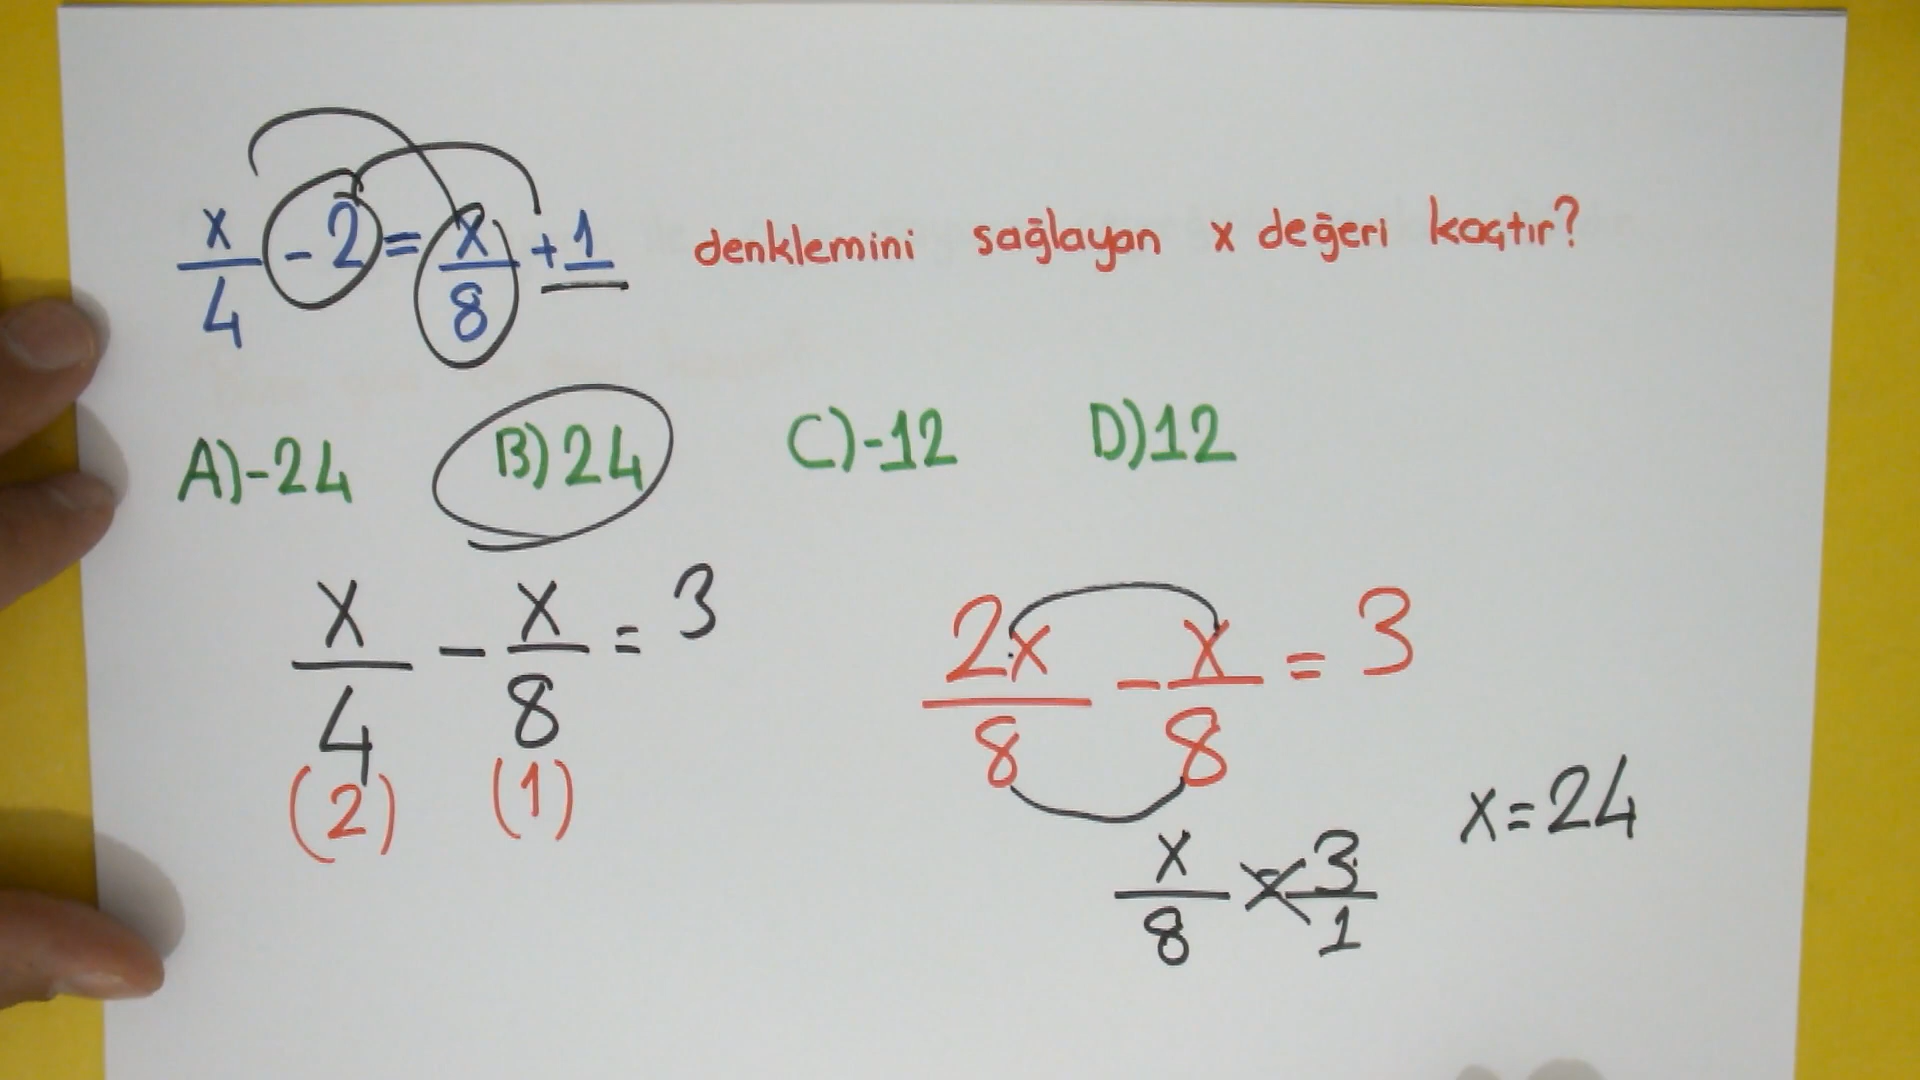 x/4 - 2 = x/8 + 1 denklemini sağlayan x değeri kaçtır?
A)-24 B)24 C)-12 D)12
x/4 - x/8 = 3
(2) (1)
2x/8 - x/8 = 3
x/8 = 3/1
x=24